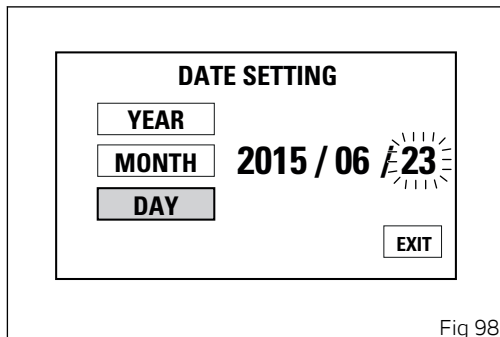 DATE SETTING
YEAR
MONTH 2015 / 06 / 23
DAY
EXIT
Fig 98